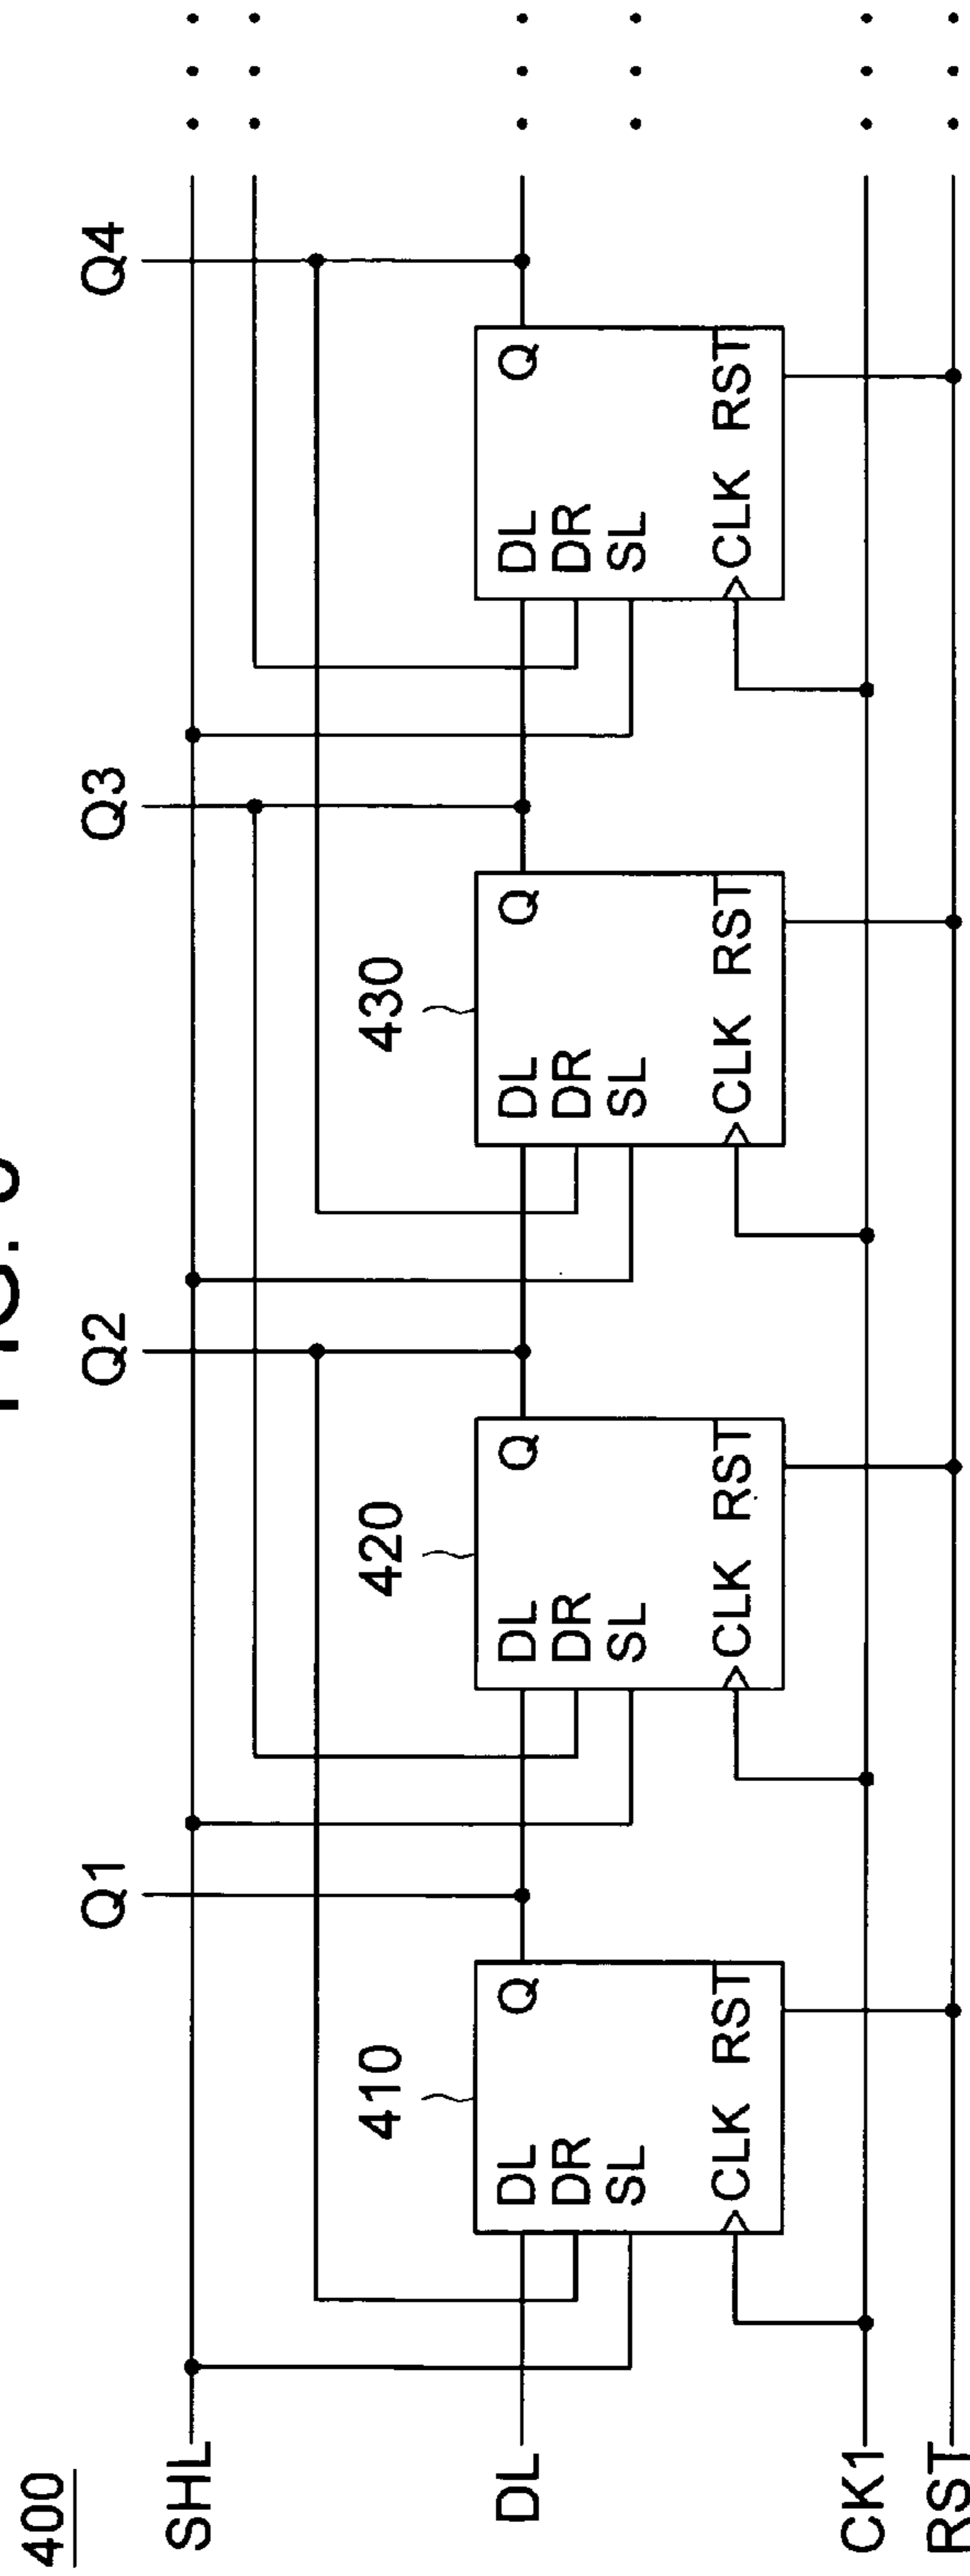 FIG.
400
Q1 Q2 Q3 Q4
SHL
410 420 430
DL
DL Q DL Q DL Q DL Q
DR DR DR DR
SL SL SL SL
CLK RST CLK RST CLK RST CLK RST
CK1
RST